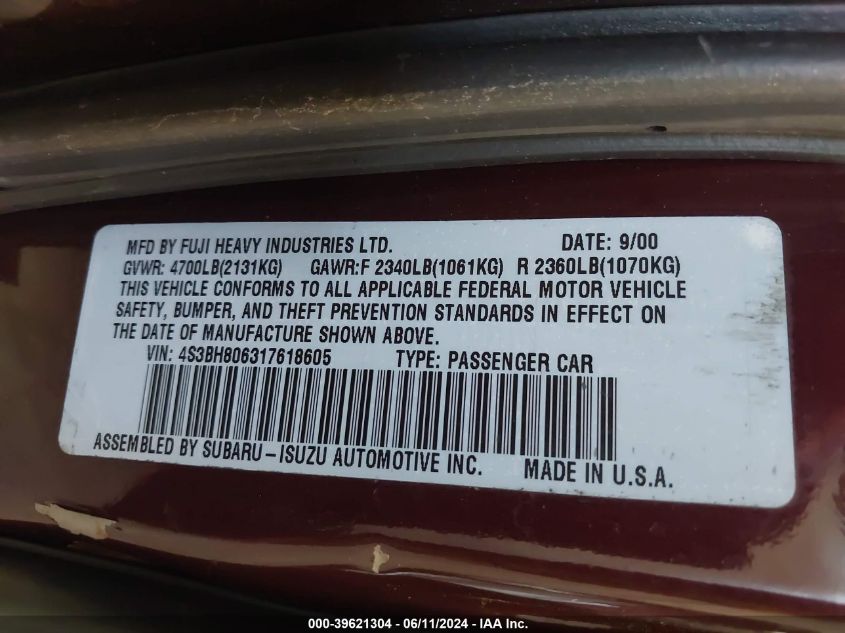 MFD BY FUJI HEAVY INDUSTRIES LTD. DATE: 9/00
GVWR: 4700LB(2131KG) GAWR:F 2340LB(1061KG) R 2360LB(1070KG)
THIS VEHICLE CONFORMS TO ALL APPLICABLE FEDERAL MOTOR VEHICLE
SAFETY, BUMPER, AND THEFT PREVENTION STANDARDS IN EFFECT ON
THE DATE OF MANUFACTURE SHOWN ABOVE.
VIN: 4S3BH806317618605 TYPE: PASSENGER CAR
ASSEMBLED BY SUBARU-ISUZU AUTOMOTIVE INC. MADE IN U.S.A.
000-39621304 - 06/11/2024 - IAA Inc.